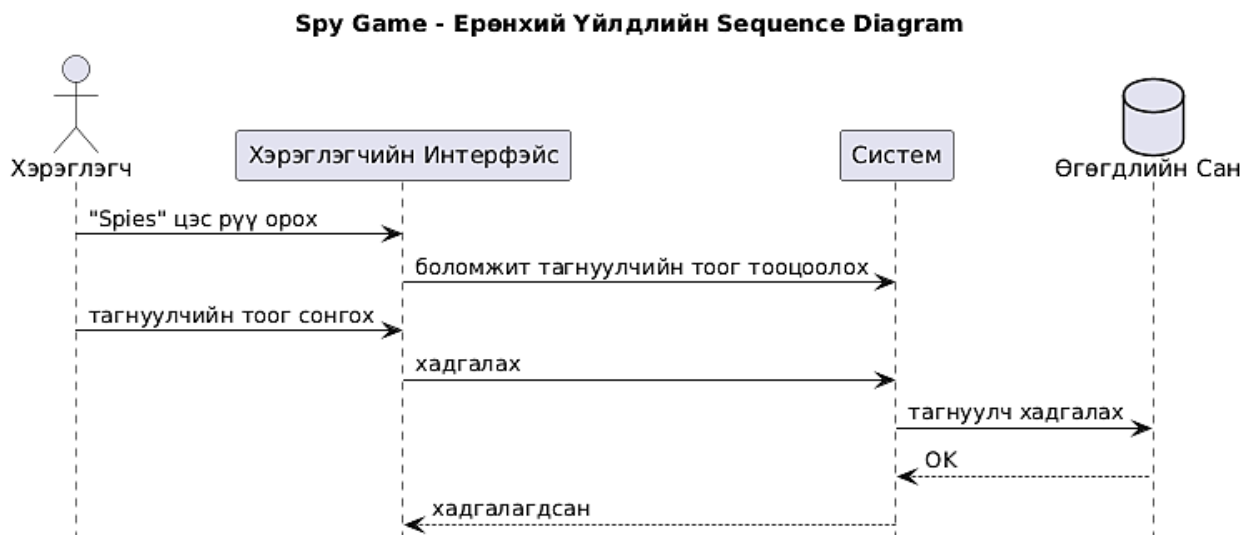 Spy Game - Ерөнхий Үйлдлийн Sequence Diagram
Хэрэглэгч
Хэрэглэгчийн Интерфэйс
Систем
Өгөгдлийн Сан
"Spies" цэс рүү орох
боломжит тагнуулчийн тоог тооцоолох
тагнуулчийн тоог сонгох
хадгалах
тагнуулч хадгалах
OK
хадгалагдсан